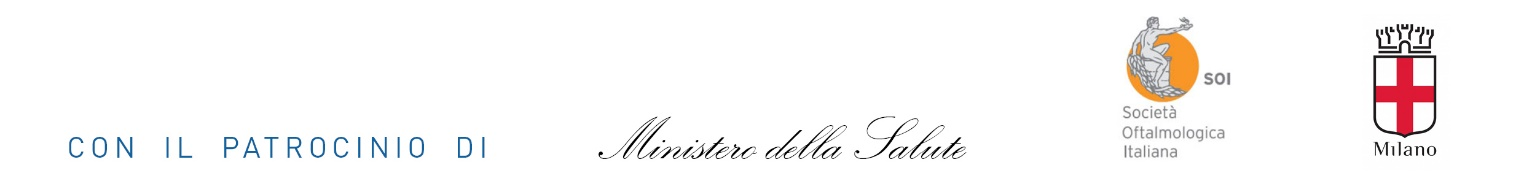 CON IL PATROCINIO DI
Ministero della Salute
SOI
Società
Oftalmologica
Italiana
Milano